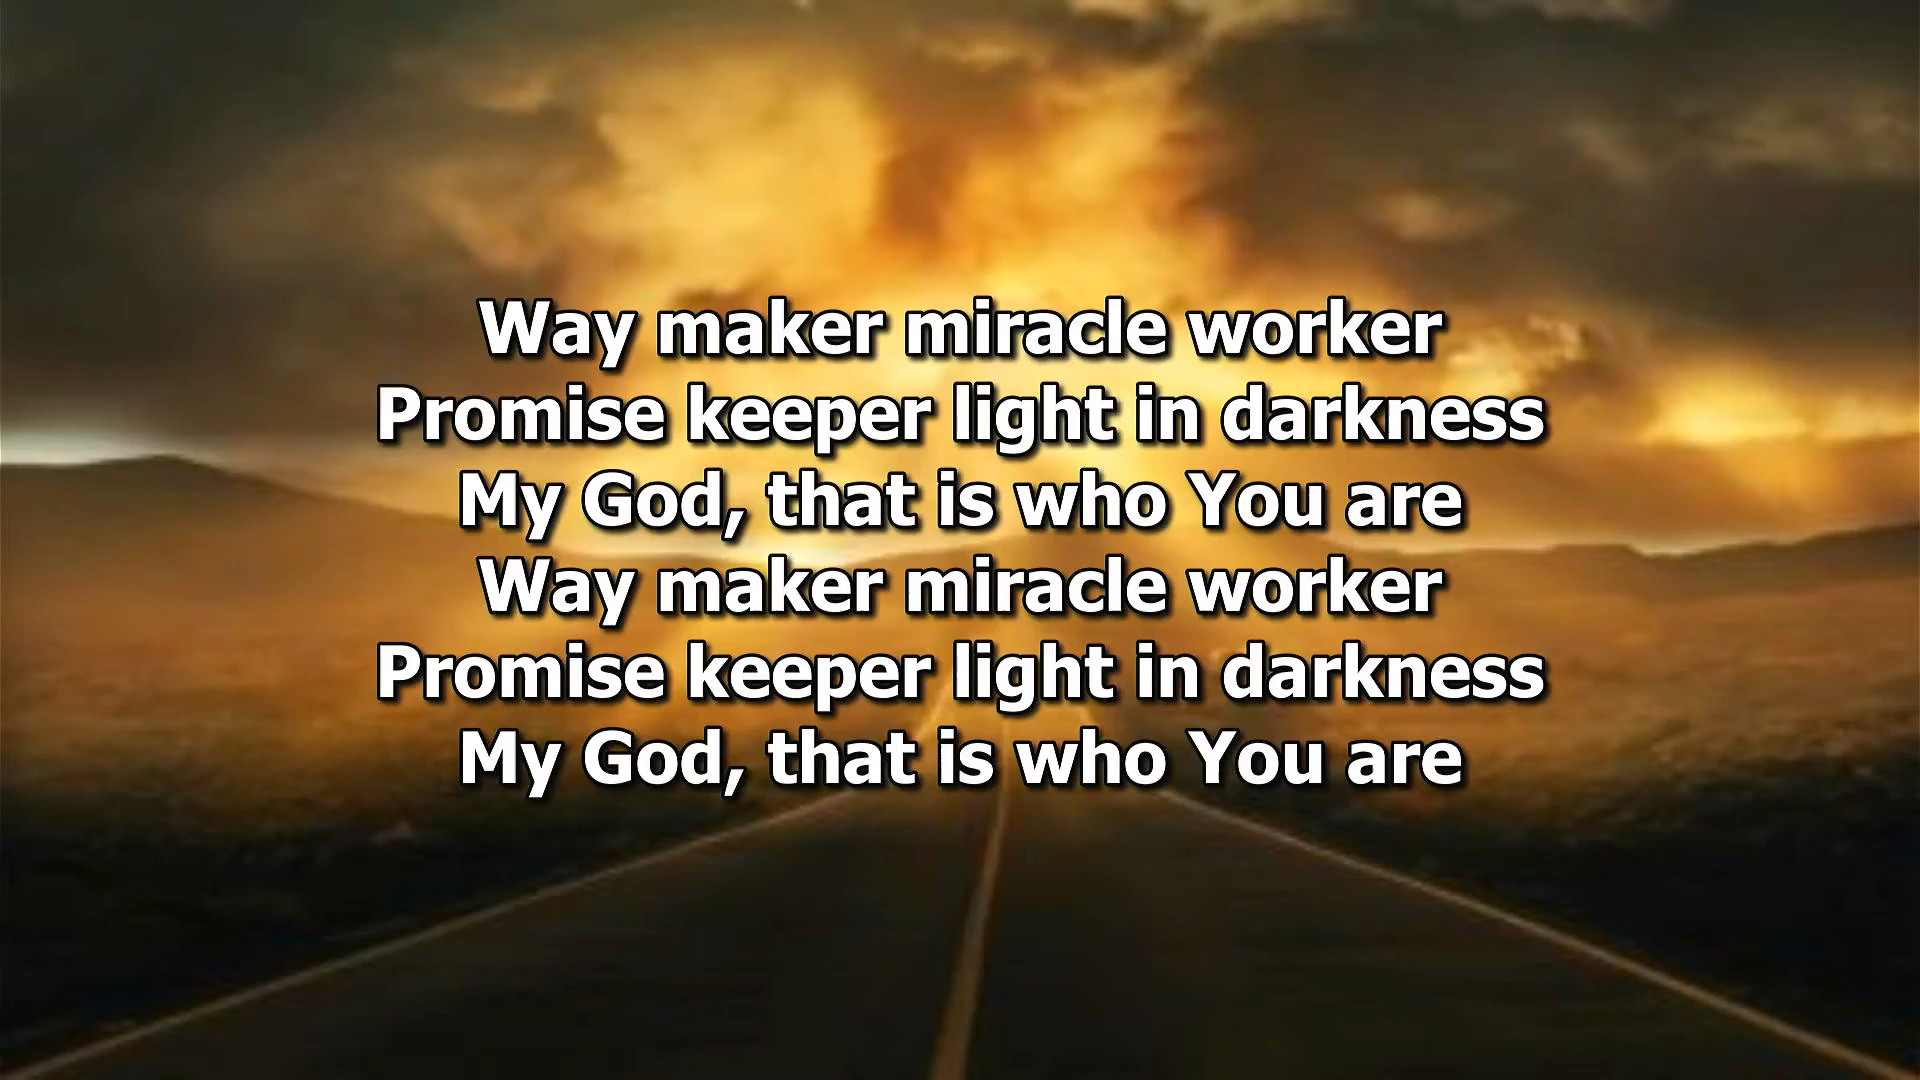 Way maker miracle worker
Promise keeper light in darkness
My God, that is who You are
Way maker miracle worker
Promise keeper light in darkness
My God, that is who You are